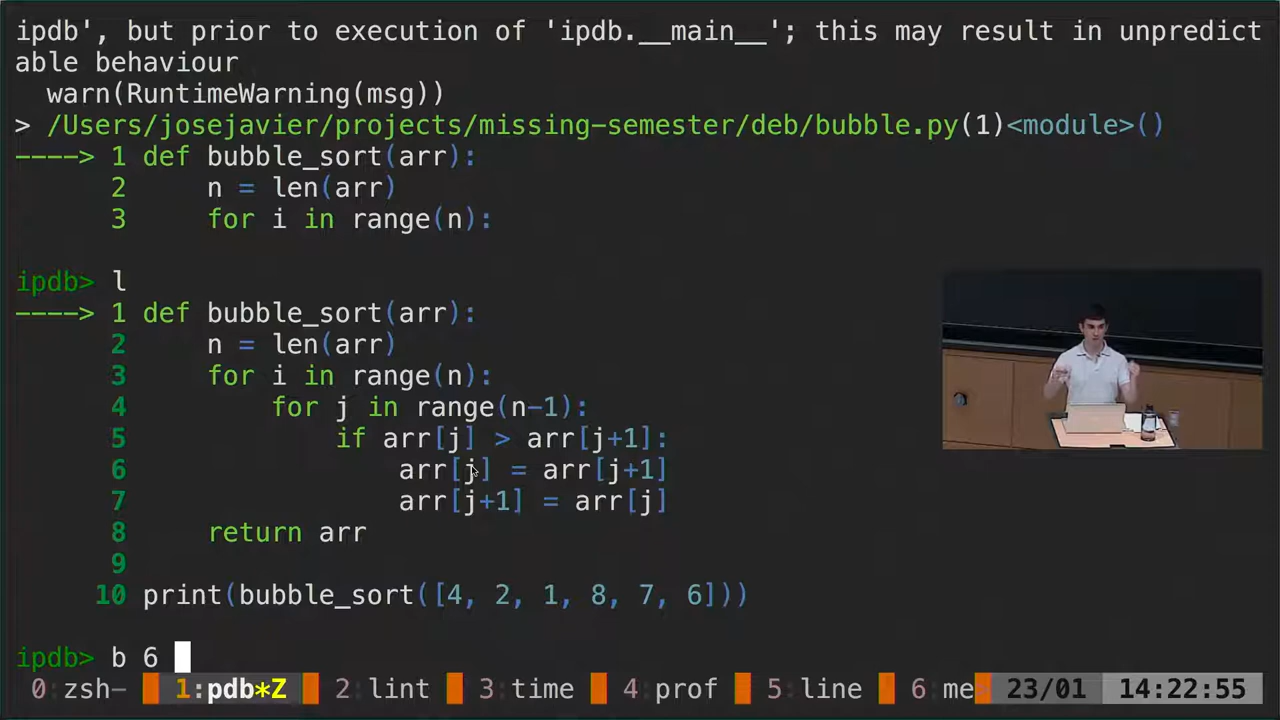 ipdb', but prior to execution of 'ipdb.__main__'; this may result in unpredict
able behaviour
  warn(RuntimeWarning(msg))
> /Users/josejavier/projects/missing-semester/deb/bubble.py(1)<module>()
----> 1 def bubble_sort(arr):
      2     n = len(arr)
      3     for i in range(n):
ipdb> l
----> 1 def bubble_sort(arr):
      2     n = len(arr)
      3     for i in range(n):
      4         for j in range(n-1):
      5             if arr[j] > arr[j+1]:
      6                 arr[j] = arr[j+1]
      7                 arr[j+1] = arr[j]
      8     return arr
      9
     10 print(bubble_sort([4, 2, 1, 8, 7, 6]))
ipdb> b 6
0:zsh- 1:pdb*Z 2:lint 3:time 4:prof 5:line 6:me 23/01 14:22:55